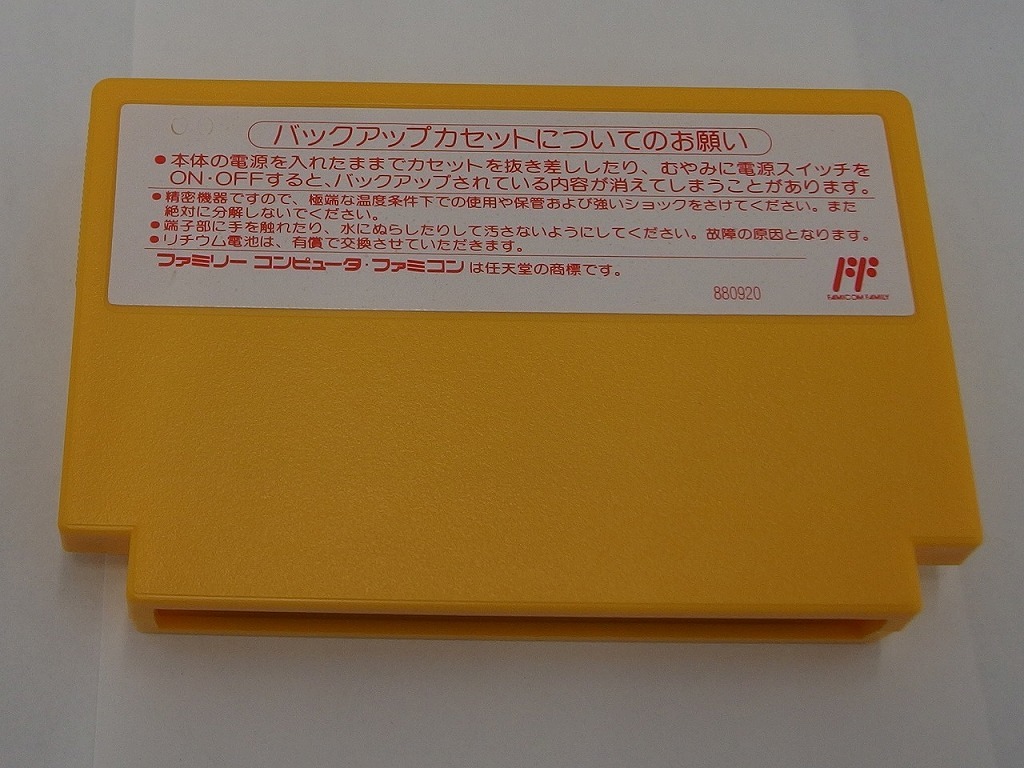 バックアップカセットについてのお願い
●本体の電源を入れたままでカセットを抜き差ししたり、むやみに電源スイッチを
ON・OFFすると、バックアップされている内容が消えてしまうことがあります。
●精密機器ですので、極端な温度条件下での使用や保管および強いショックをさけてください。また
絶対に分解しないでください。
●端子部に手を触れたり、水にぬらしたりして汚さないようにしてください。故障の原因となります。
●リチウム電池は、有償で交換させていただきます。
ファミリー コンピュータ・ファミコン は任天堂の商標です。
880920
FF
FAMICOM FAMILY